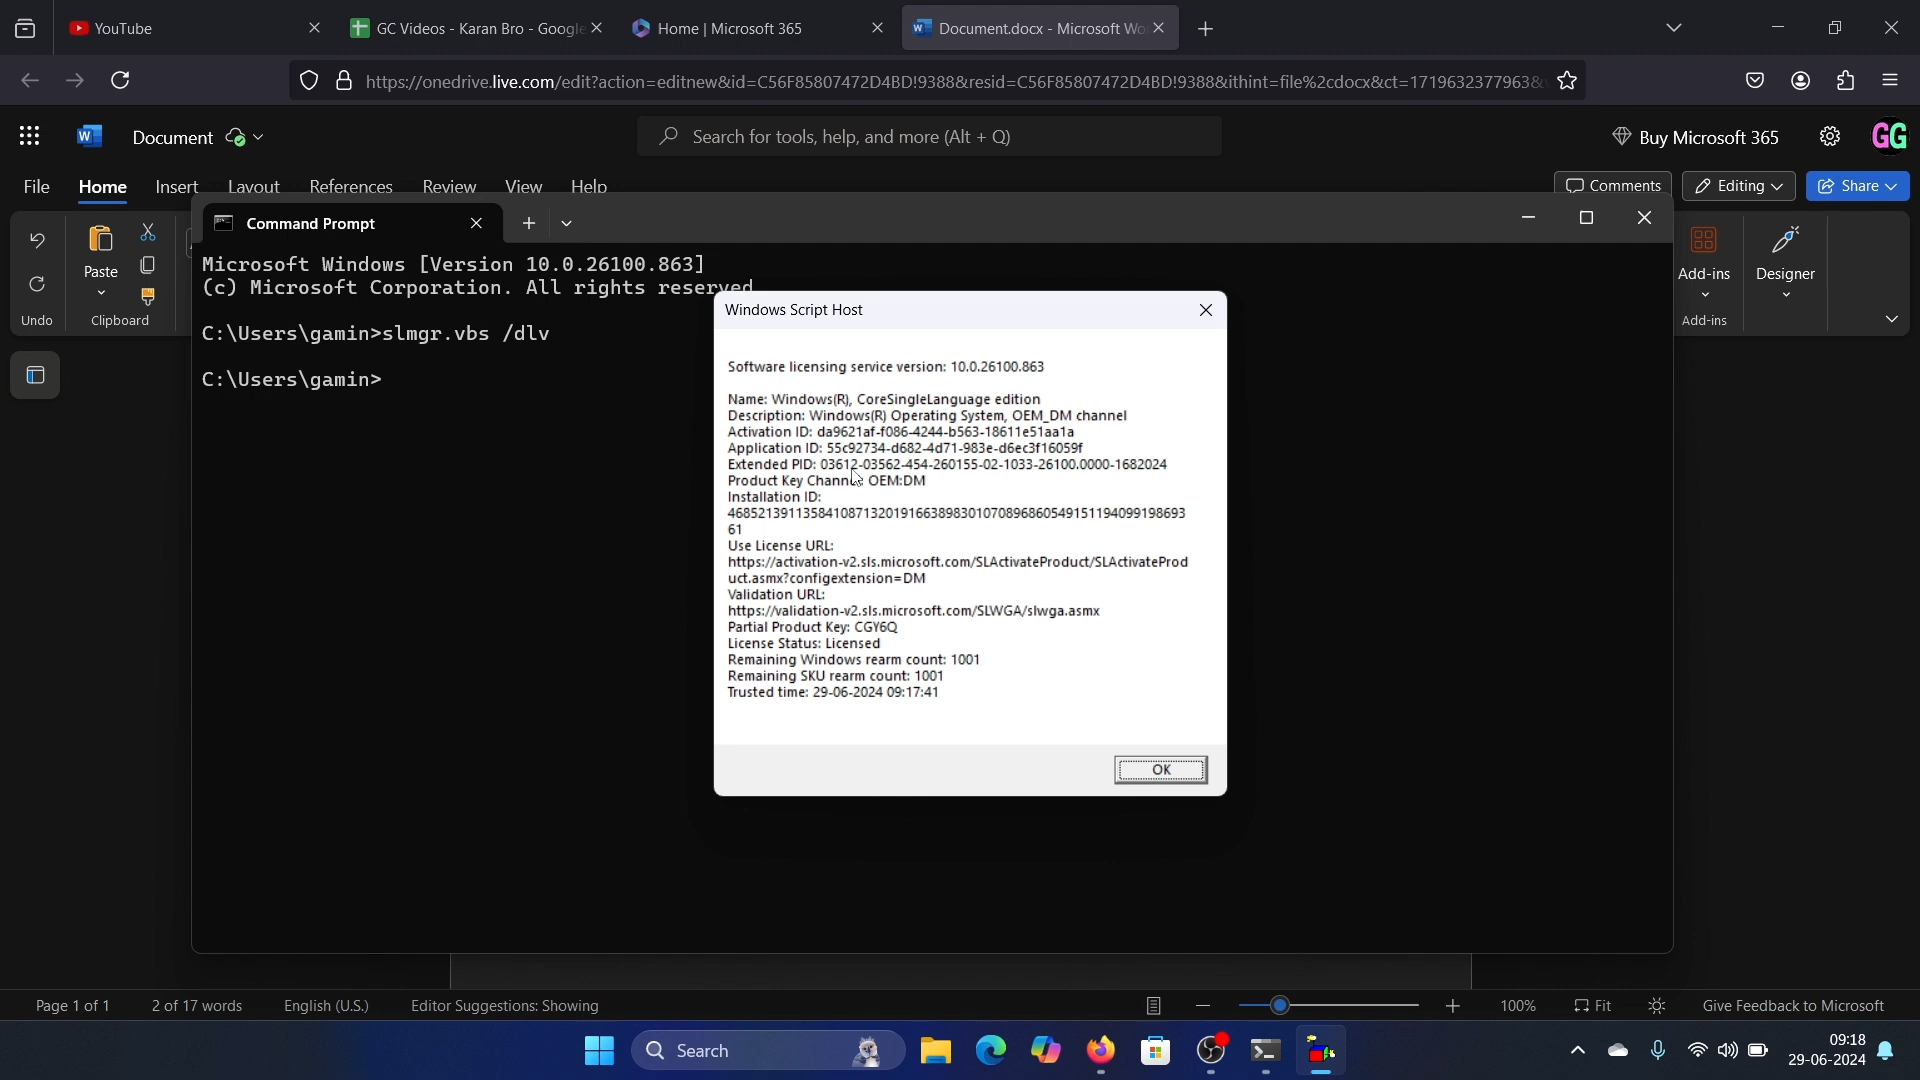 YouTube
GC Videos - Karan Bro - Google
Home | Microsoft 365
Document.docx - Microsoft Wo
https://onedrive.live.com/edit?action=editnew&id=C56F85807472D4BD!9388&resid=C56F85807472D4BD!9388&ithint=file%2cdocx&ct=1719632377963&
Document
Search for tools, help, and more (Alt + Q)
Buy Microsoft 365
GG
File Home Insert Layout References Review View Help
Comments
Editing
Share
Command Prompt
Paste
Undo
Clipboard
Add-ins
Designer
Add-ins
Microsoft Windows [Version 10.0.26100.863]
(c) Microsoft Corporation. All rights reserved
C:\Users\gamin>slmgr.vbs /dlv
C:\Users\gamin>
Windows Script Host
Software licensing service version: 10.0.26100.863
Name: Windows(R), CoreSingleLanguage edition
Description: Windows(R) Operating System, OEM_DM channel
Activation ID: da9621af-f086-4244-b563-18611e51aa1a
Application ID: 55c92734-d682-4d71-983e-d6ec3f16059f
Extended PID: 03612-03562-454-260155-02-1033-26100.0000-1682024
Product Key Channel: OEM:DM
Installation ID:
4685213911358410871320191663898301070896860549151194099198693
61
Use License URL:
https://activation-v2.sls.microsoft.com/SLActivateProduct/SLActivateProd
uct.asmx?configextension=DM
Validation URL:
https://validation-v2.sls.microsoft.com/SLWGA/slwga.asmx
Partial Product Key: CGY6Q
License Status: Licensed
Remaining Windows rearm count: 1001
Remaining SKU rearm count: 1001
Trusted time: 29-06-2024 09:17:41
OK
Page 1 of 1
2 of 17 words
English (U.S.)
Editor Suggestions: Showing
100%
Fit
Give Feedback to Microsoft
Search
09:18
29-06-2024